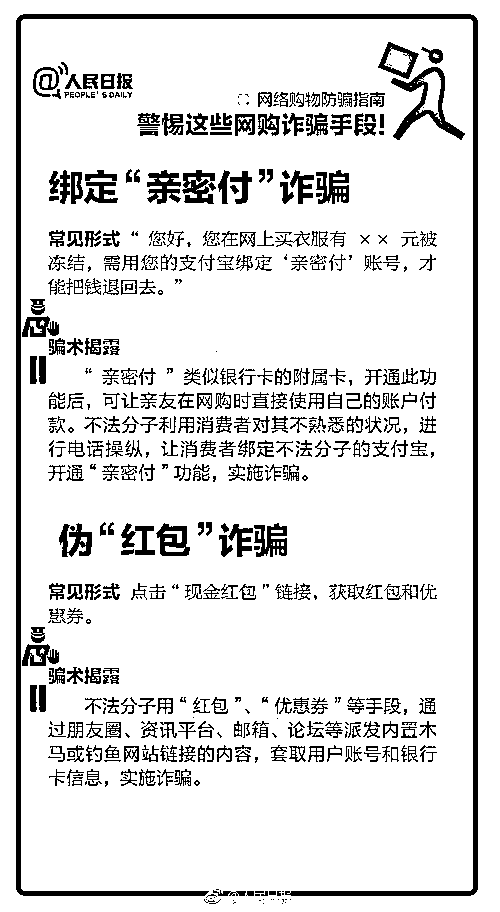 @人民日报
PEOPLE'S DAILY
网络购物防骗指南
警惕这些网购诈骗手段!
绑定“亲密付”诈骗
常见形式 “ 您好，您在网上买衣服有 ×× 元被
冻结，需用您的支付宝绑定‘亲密付’账号，才
能把钱退回去。”
骗术揭露
“ 亲密付 ”类似银行卡的附属卡，开通此功
能后，可让亲友在网购时直接使用自己的账户付
款。不法分子利用消费者对其不熟悉的状况，进
行电话操纵，让消费者绑定不法分子的支付宝，
开通“亲密付”功能，实施诈骗。
伪“红包”诈骗
常见形式 点击“现金红包”链接，获取红包和优
惠券。
骗术揭露
不法分子用“红包”、“优惠券”等手段，通
过朋友圈、资讯平台、邮箱、论坛等派发内置木
马或钓鱼网站链接的内容，套取用户账号和银行
卡信息，实施诈骗。
@人民日报